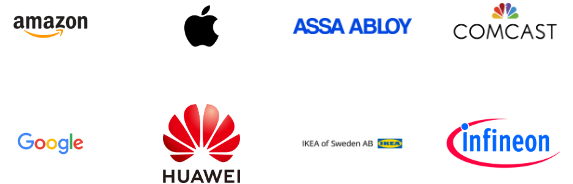 amazon
ASSA ABLOY
COMCAST
Google
HUAWEI
IKEA of Sweden AB IKEA
infineon